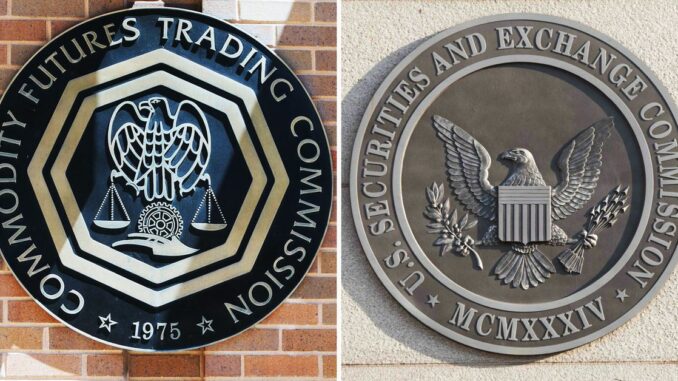 COMMODITY FUTURES TRADING COMMISSION
1975
U.S. SECURITIES AND EXCHANGE COMMISSION
MCMXXXIV